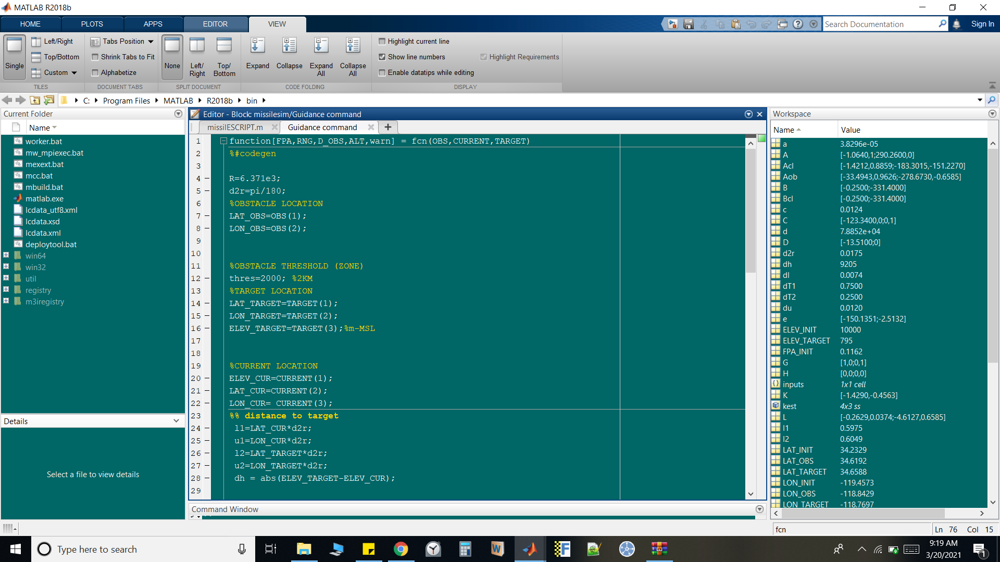 MATLAB R2018b
HOME PLOTS APPS EDITOR VIEW
Search Documentation
Sign In
Single
Left/Right
Top/Bottom
Custom
TILES
Tabs Position
Shrink Tabs to Fit
Alphabetize
DOCUMENT TABS
None
Left/
Right
Top/
Bottom
SPLIT DOCUMENT
Expand
Collapse
Expand
All
Collapse
All
CODE FOLDING
Highlight current line
Show line numbers
Enable datatips while editing
Highlight Requirements
DISPLAY
C: Program Files MATLAB R2018b bin
Current Folder
Name
worker.bat
mw_mpiexec.bat
mexext.bat
mcc.bat
mbuild.bat
matlab.exe
lcdata_utf8.xml
lcdata.xsd
lcdata.xml
deploytool.bat
win64
win32
util
registry
m3iregistry
Details
Select a file to view details
Editor - Block: missilesim/Guidance command
missilESCRIPT.m
Guidance command
1 function[FPA,RNG,D_OBS,ALT,warn] = fcn(OBS,CURRENT,TARGET)
2 %#codegen
3
4 R=6.371e3;
5 d2r=pi/180;
6 %OBSTACLE LOCATION
7 LAT_OBS=OBS(1);
8 LON_OBS=OBS(2);
9
10
11 %OBSTACLE THRESHOLD (ZONE)
12 thres=2000; %2KM
13 %TARGET LOCATION
14 LAT_TARGET=TARGET(1);
15 LON_TARGET=TARGET(2);
16 ELEV_TARGET=TARGET(3);%m-MSL
17
18
19 %CURRENT LOCATION
20 ELEV_CUR=CURRENT(1);
21 LAT_CUR=CURRENT(2);
22 LON_CUR= CURRENT(3);
23 %% distance to target
24 l1=LAT_CUR*d2r;
25 u1=LON_CUR*d2r;
26 l2=LAT_TARGET*d2r;
27 u2=LON_TARGET*d2r;
28 dh = abs(ELEV_TARGET-ELEV_CUR);
29
Command Window
Workspace
Name Value
a 3.8296e-05
A [-1.0640,1;290.2600,0]
Acl [-1.4212,0.8859;-183.3015,-151.2270]
Aob [-33.4943,0.9626;-278.6730,-0.6585]
B [-0.2500;-331.4000]
Bcl [-0.2500;-331.4000]
c 0.0124
C [-123.3400,0;0,1]
d 7.8852e+04
D [-13.5100;0]
d2r 0.0175
dh 9205
dl 0.0074
dT1 0.7500
dT2 0.2500
du 0.0120
e [-150.1351;-2.5132]
ELEV_INIT 10000
ELEV_TARGET 795
FPA_INIT 0.1162
G [1,0;0,1]
H [0,0;0,0]
inputs 1x1 cell
K [-1.4290,-0.4563]
kest 4x3 ss
L [-0.2629,0.0374;-4.6127,0.6585]
l1 0.5975
l2 0.6049
LAT_INIT 34.2329
LAT_OBS 34.6192
LAT_TARGET 34.6588
LON_INIT -119.4573
LON_OBS -118.8429
LON_TARGET -118.7697
fcn
Ln 76 Col 15
Type here to search
9:19 AM
3/20/2021
1